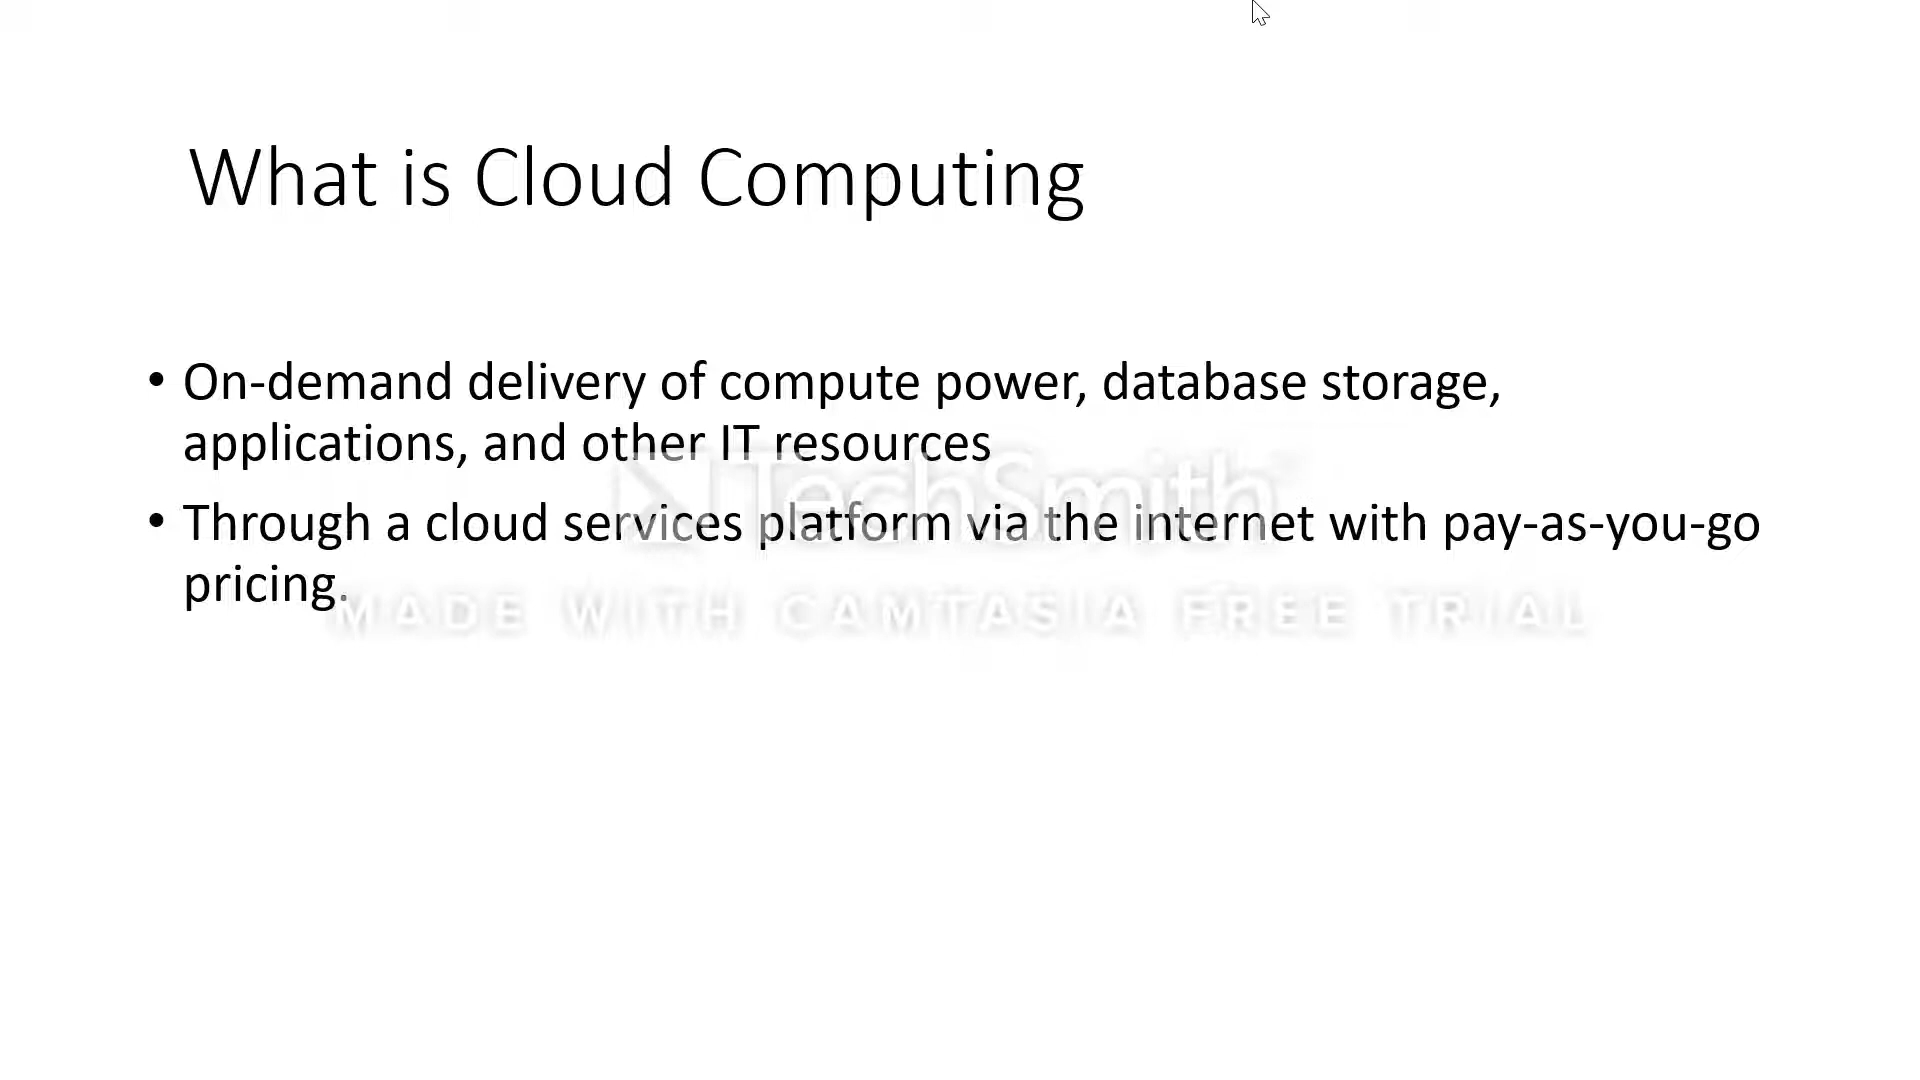 What is Cloud Computing
• On-demand delivery of compute power, database storage,
applications, and other IT resources
• Through a cloud services platform via the internet with pay-as-you-go
pricing.
TechSmith
MADE WITH CAMTASIA FREE TRIAL